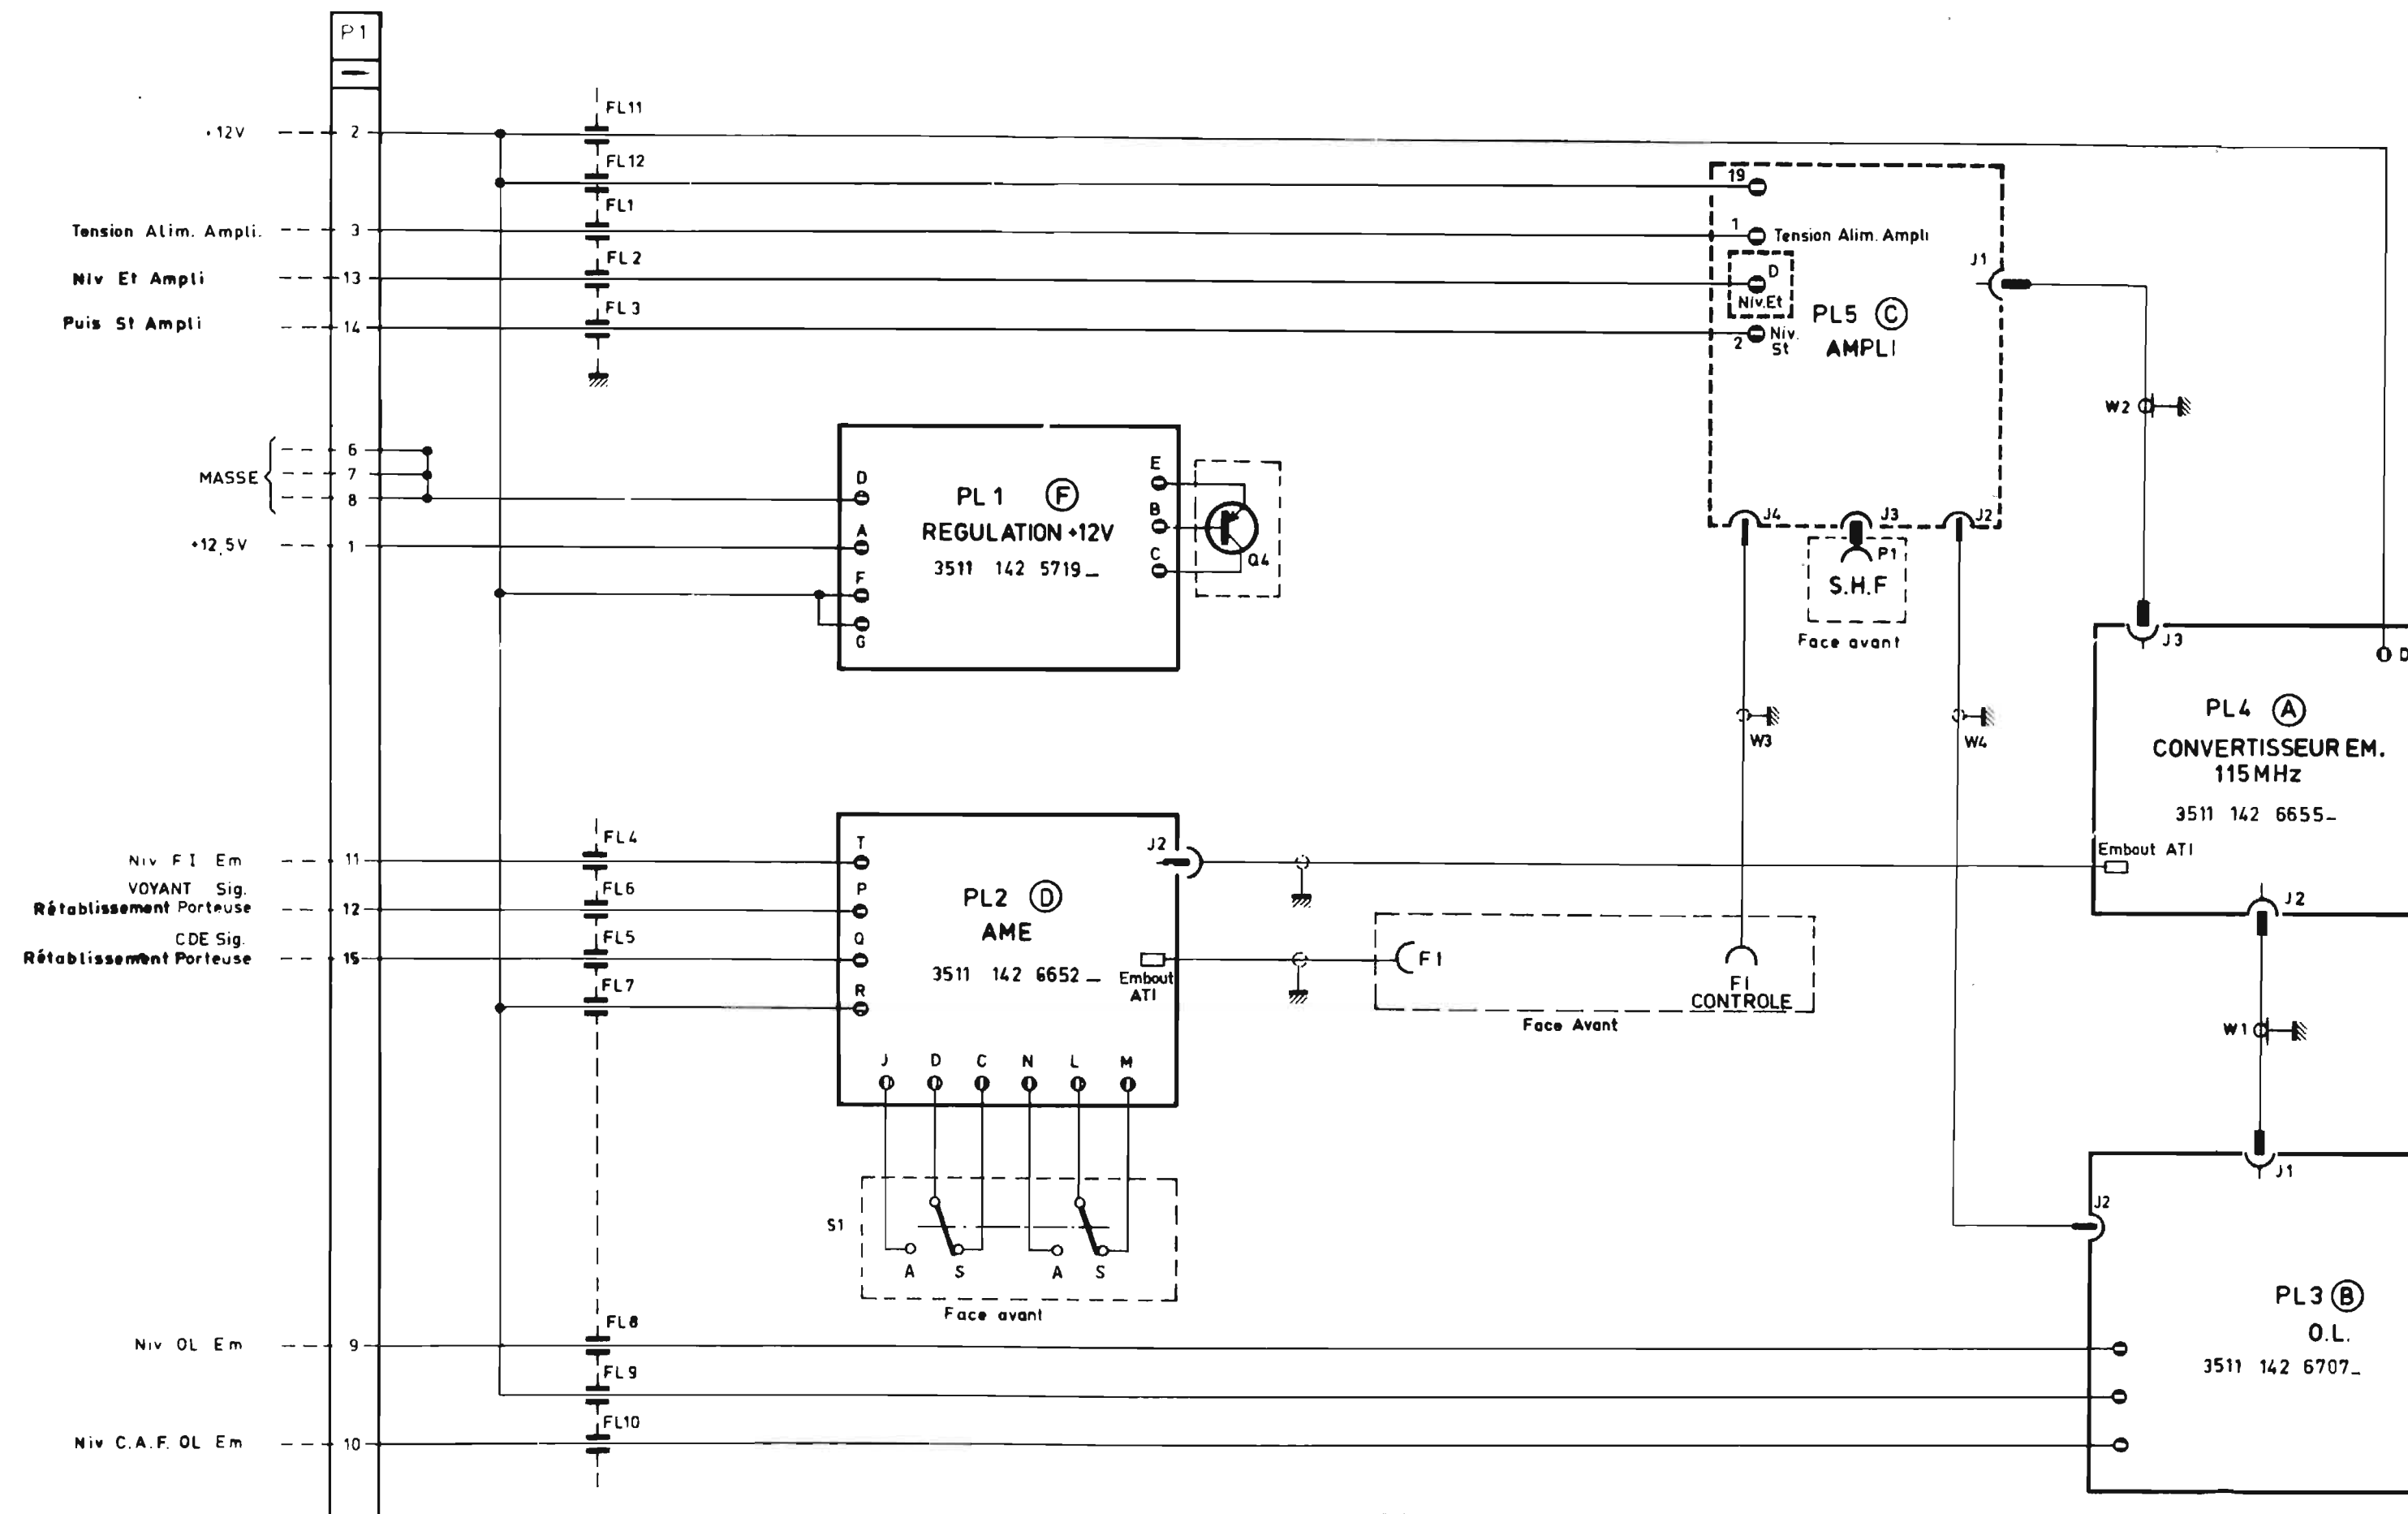 P1
FL11
+12V
2
FL12
19
FL1
Tension Alim. Ampli.
3
1
Tension Alim. Ampli
FL2
Niv Et Ampli
13
D
Niv.Et
J1
FL3
Puis St Ampli
14
2
Niv.
St
PL5 C
AMPLI
W2
MASSE
6
7
8
D
PL1 F
E
REGULATION +12V
B
A
+12,5V
1
3511 142 5719_
C
Q4
F
G
J4
J3
J2
P1
S.H.F
Face avant
J3
D
PL4 A
CONVERTISSEUR EM.
115MHz
3511 142 6655_
W3
W4
Embout ATI
J2
FL4
Niv F I Em
11
T
J2
VOYANT Sig.
Rétablissement Porteuse
12
FL6
P
PL2 D
AME
CDE Sig.
Rétablissement Porteuse
15
FL5
Q
3511 142 6652_
Embout
ATI
FL7
R
FI
FI
CONTROLE
Face Avant
W1
J D C N L M
J1
J2
S1
A S A S
Face avant
PL3 B
O.L.
3511 142 6707_
FL8
Niv OL Em
9
FL9
FL10
Niv C.A.F. OL Em
10